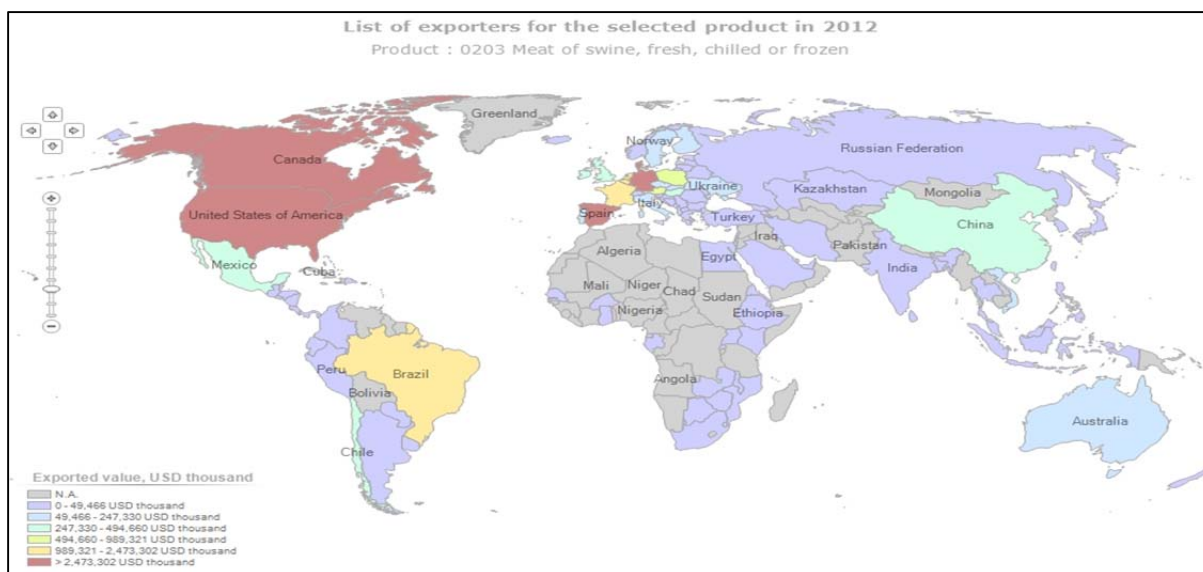 List of exporters for the selected product in 2012
Product : 0203 Meat of swine, fresh, chilled or frozen
Greenland
Norway
Canada
Russian Federation
Ukraine
Kazakhstan
Mongolia
Italy
Spain
United States of America
Turkey
China
Iraq
Algeria
Pakistan
Mexico
Cuba
Egypt
India
Mali
Niger
Chad
Sudan
Nigeria
Ethiopia
Peru
Brazil
Angola
Bolivia
Australia
Chile
Exported value, USD thousand
N.A.
0 - 49,466 USD thousand
49,466 - 247,330 USD thousand
247,330 - 494,660 USD thousand
494,660 - 989,321 USD thousand
989,321 - 2,473,302 USD thousand
> 2,473,302 USD thousand